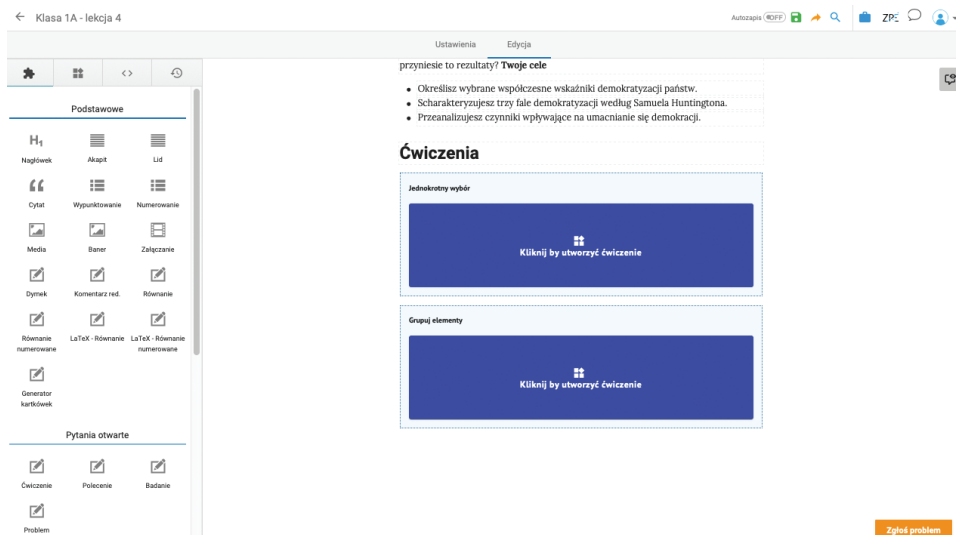 Klasa 1A - lekcja 4
Autozapis OFF
ZPE
Ustawienia Edycja
Podstawowe
H1
Nagłówek Akapit Lid
Cytat Wypunktowanie Numerowanie
Media Baner Załączanie
Dymek Komentarz red. Równanie
Równanie numerowane LaTeX - Równanie LaTeX - Równanie numerowane
Generator kartkówek
Pytania otwarte
Ćwiczenie Polecenie Badanie
Problem
przyniesie to rezultaty? Twoje cele
Określisz wybrane współczesne wskaźniki demokratyzacji państw.
Scharakteryzujesz trzy fale demokratyzacji według Samuela Huntingtona.
Przeanalizujesz czynniki wpływające na umacnianie się demokracji.
Ćwiczenia
Jednokrotny wybór
Kliknij by utworzyć ćwiczenie
Grupuj elementy
Kliknij by utworzyć ćwiczenie
Zgłoś problem